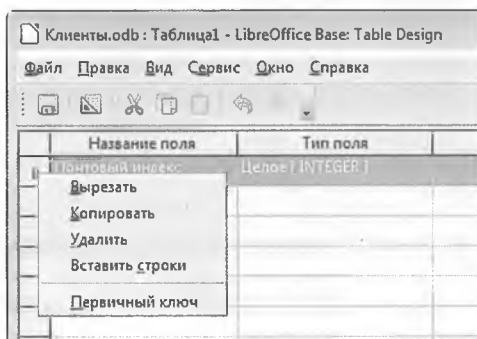 Клиенты.odb : Таблица1 - LibreOffice Base: Table Design
Файл Правка Вид Сервис Окно Справка
Название поля Тип поля
Почтовый индекс Целое [ INTEGER ]
Вырезать
Копировать
Удалить
Вставить строки
Первичный ключ